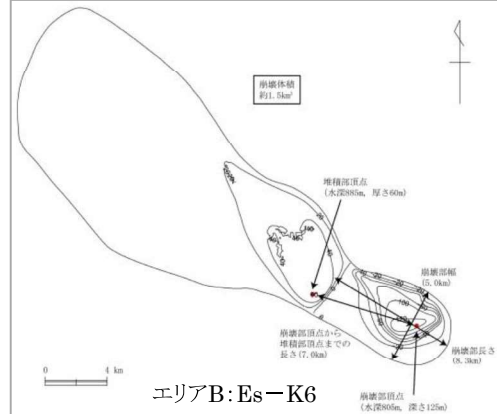 崩壊体積
約1.5km³
堆積部頂点
(水深885m, 厚さ60m)
崩壊部幅
(5.0km)
崩壊部頂点から
堆積部頂点までの
長さ(7.0km)
崩壊部長さ
(8.3km)
崩壊部頂点
(水深805m, 深さ125m)
0 4 km
エリアB:Es-K6